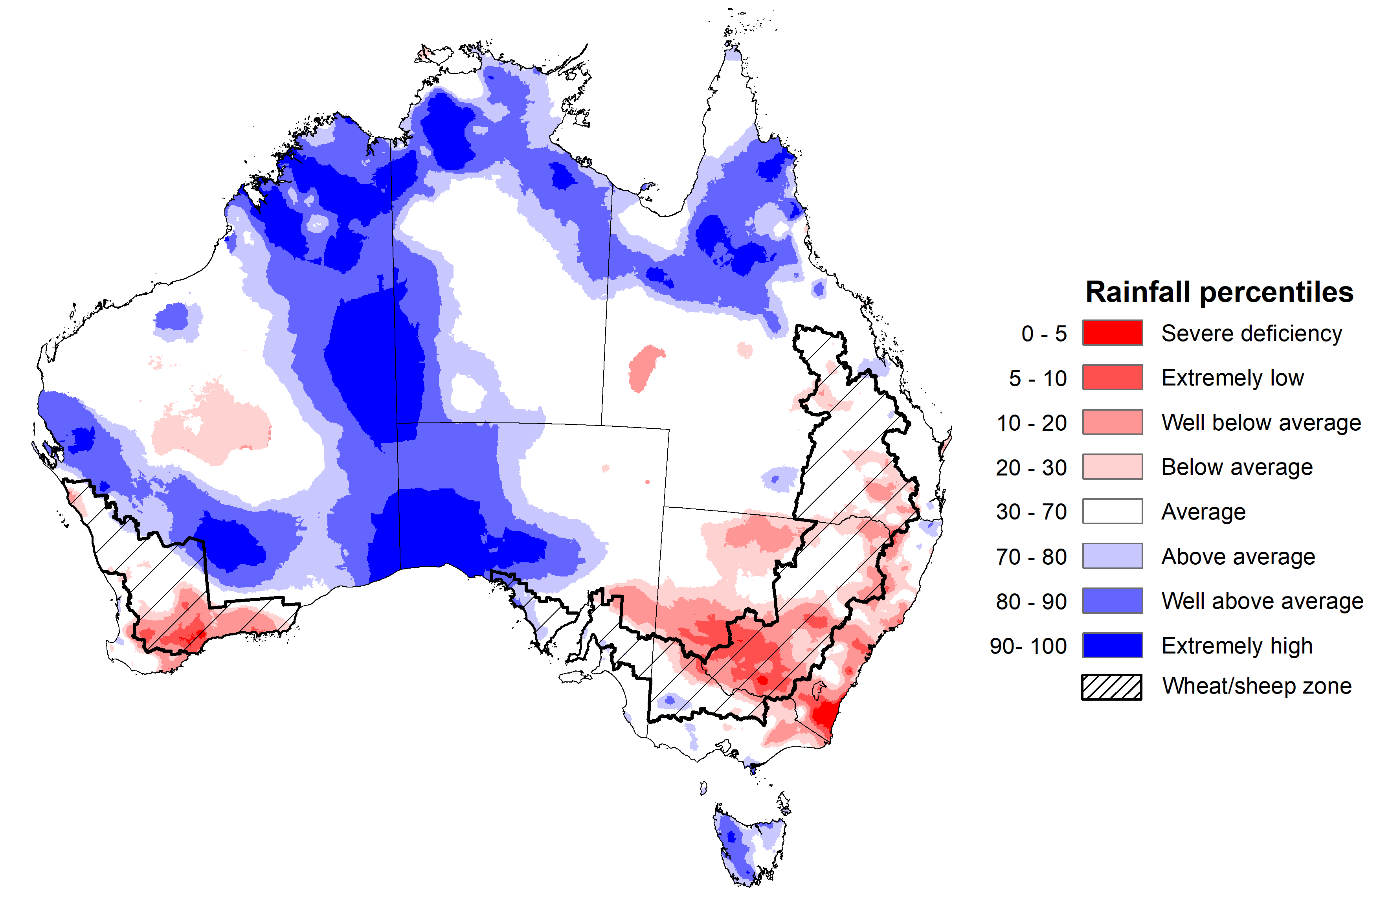 Rainfall percentiles
0 - 5 Severe deficiency
5 - 10 Extremely low
10 - 20 Well below average
20 - 30 Below average
30 - 70 Average
70 - 80 Above average
80 - 90 Well above average
90- 100 Extremely high
Wheat/sheep zone